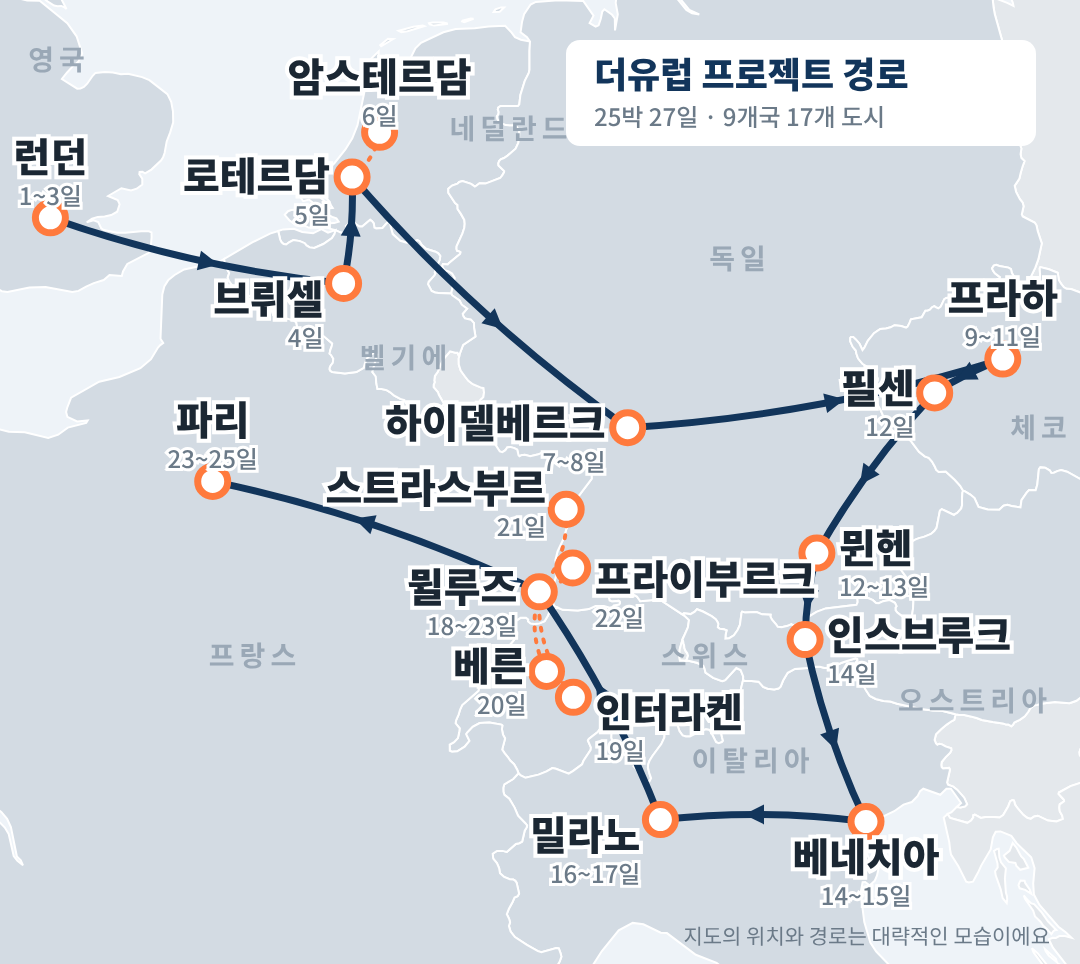 더유럽 프로젝트 경로
25박 27일 · 9개국 17개 도시
영국
암스테르담
6일
네덜란드
런던
1~3일
로테르담
5일
독일
브뤼셀
4일
프라하
9~11일
벨기에
필센
12일
체코
파리
23~25일
하이델베르크
7~8일
스트라스부르
21일
뮌헨
12~13일
프라이부르크
22일
뮐루즈
18~23일
인스브루크
14일
프랑스
스위스
베른
20일
오스트리아
인터라켄
19일
이탈리아
밀라노
16~17일
베네치아
14~15일
지도의 위치와 경로는 대략적인 모습이에요